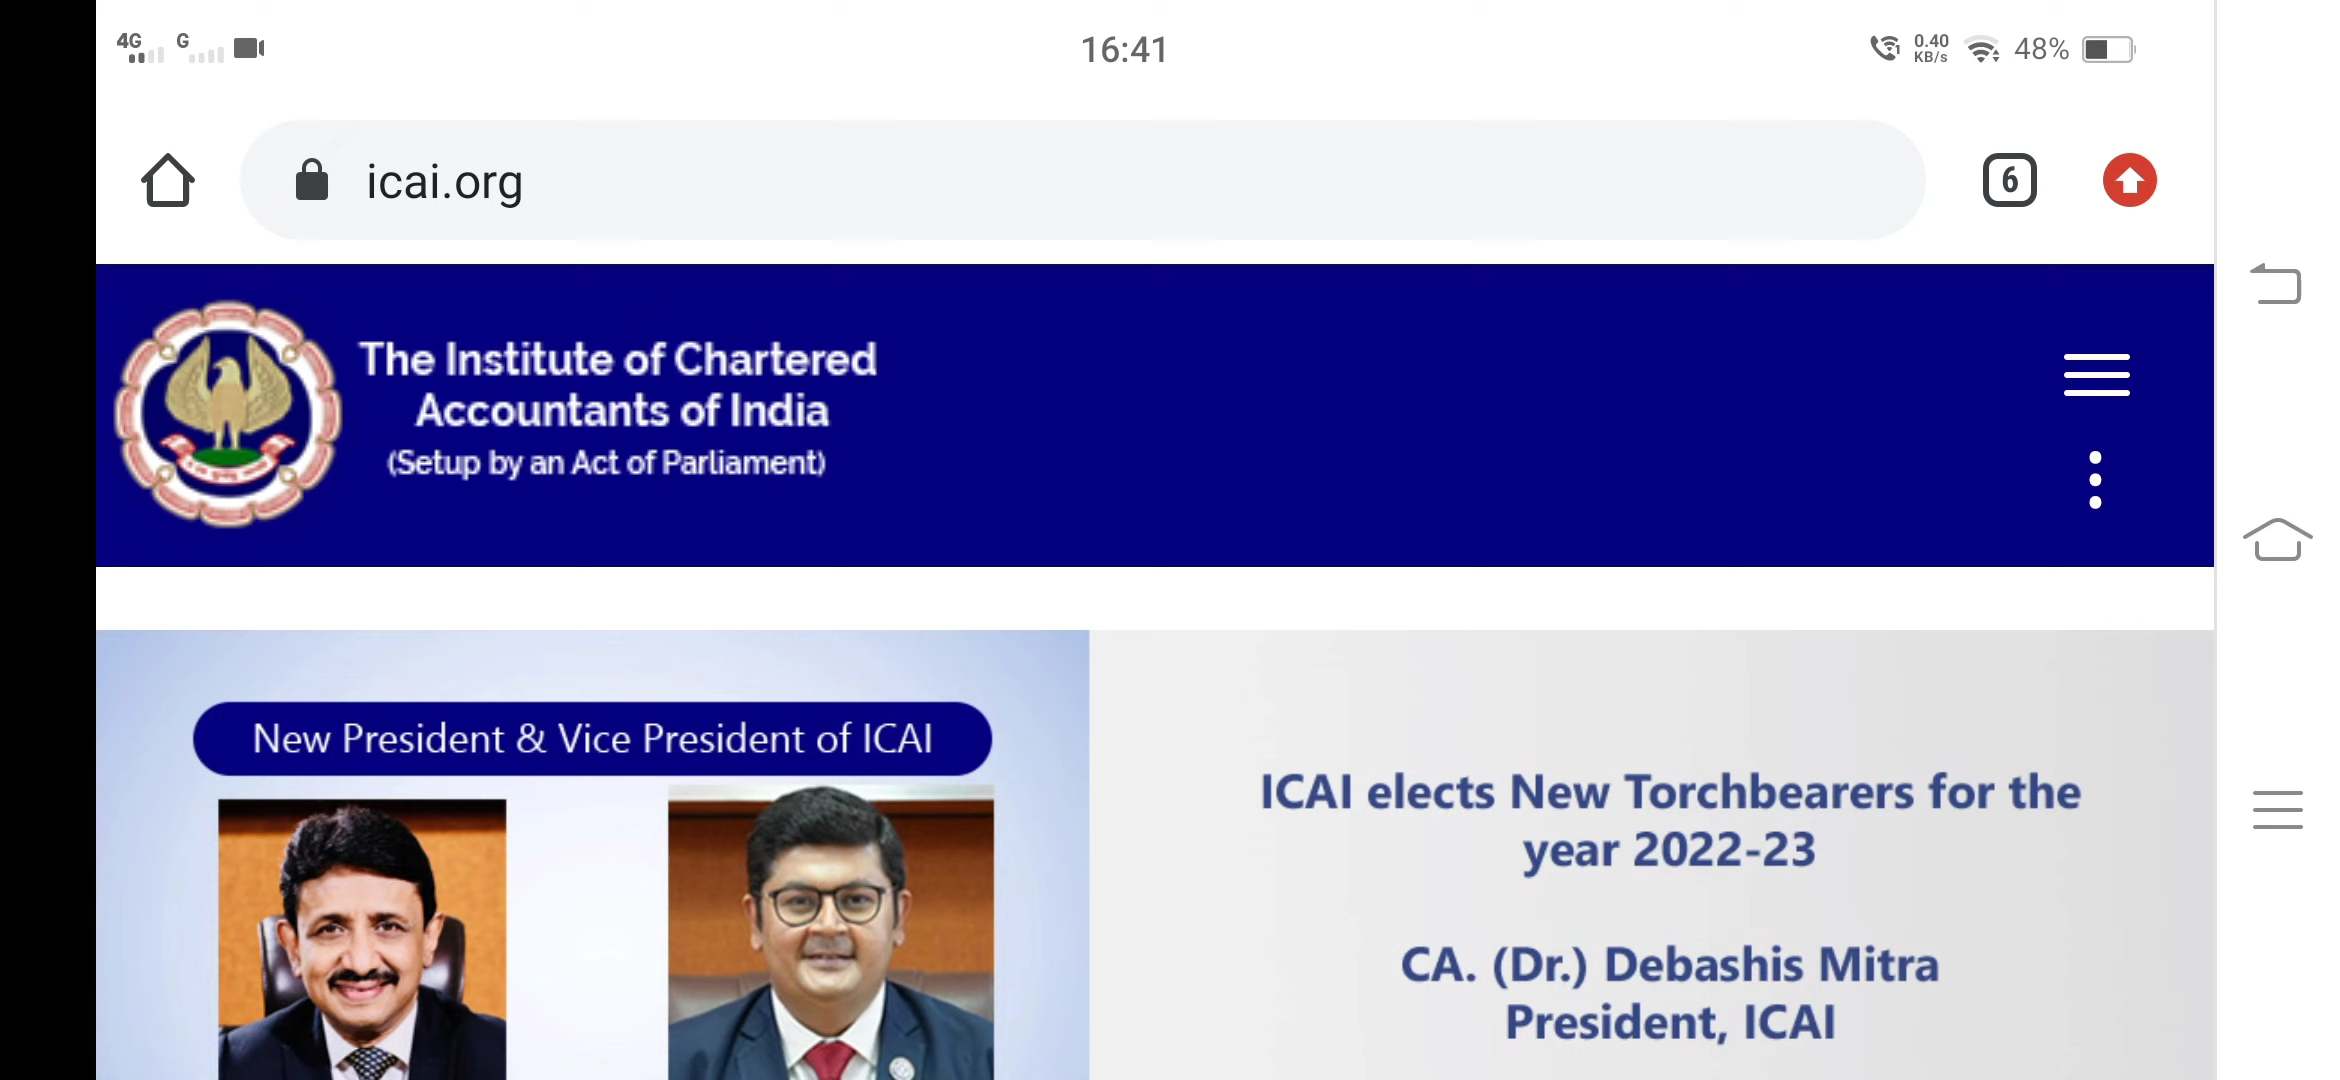 4G
G
16:41
0.40
KB/s
48%
icai.org
6
The Institute of Chartered
Accountants of India
(Setup by an Act of Parliament)
New President & Vice President of ICAI
ICAI elects New Torchbearers for the
year 2022-23
CA. (Dr.) Debashis Mitra
President, ICAI